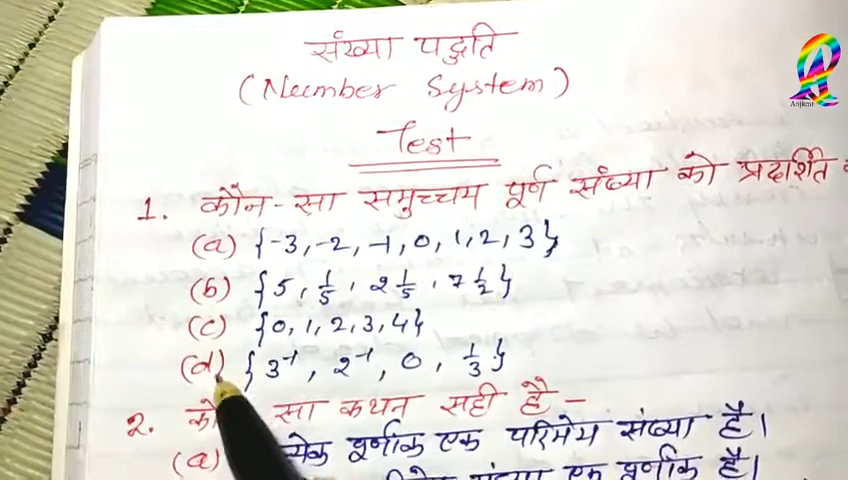 संख्या पद्धति
(Number System)
Test
1. कौन-सा समुच्चय पूर्ण संख्या को प्रदर्शित
(a) {-3, -2, -1, 0, 1, 2, 3}
(b) {5, 1/5, 2 1/5, 7 1/2}
(c) {0, 1, 2, 3, 4}
(d) {3⁻¹, 2⁻¹, 0, 1/3}
2. सा कथन सही है -
(a) पूर्णांक एक परिमेय संख्या है।
संख्या एक पूर्णांक है।
Anjkmr